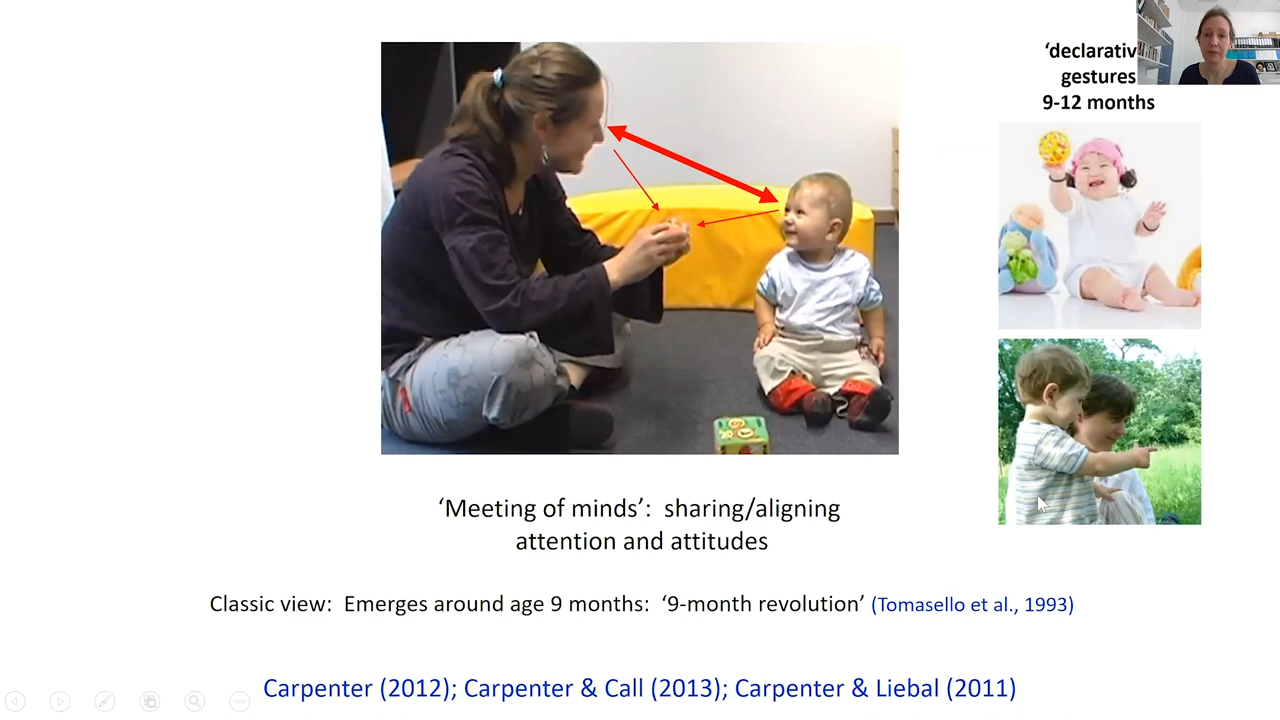 ‘declarativ
gestures
9-12 months
‘Meeting of minds’: sharing/aligning
attention and attitudes
Classic view: Emerges around age 9 months: ‘9-month revolution’ (Tomasello et al., 1993)
Carpenter (2012); Carpenter & Call (2013); Carpenter & Liebal (2011)